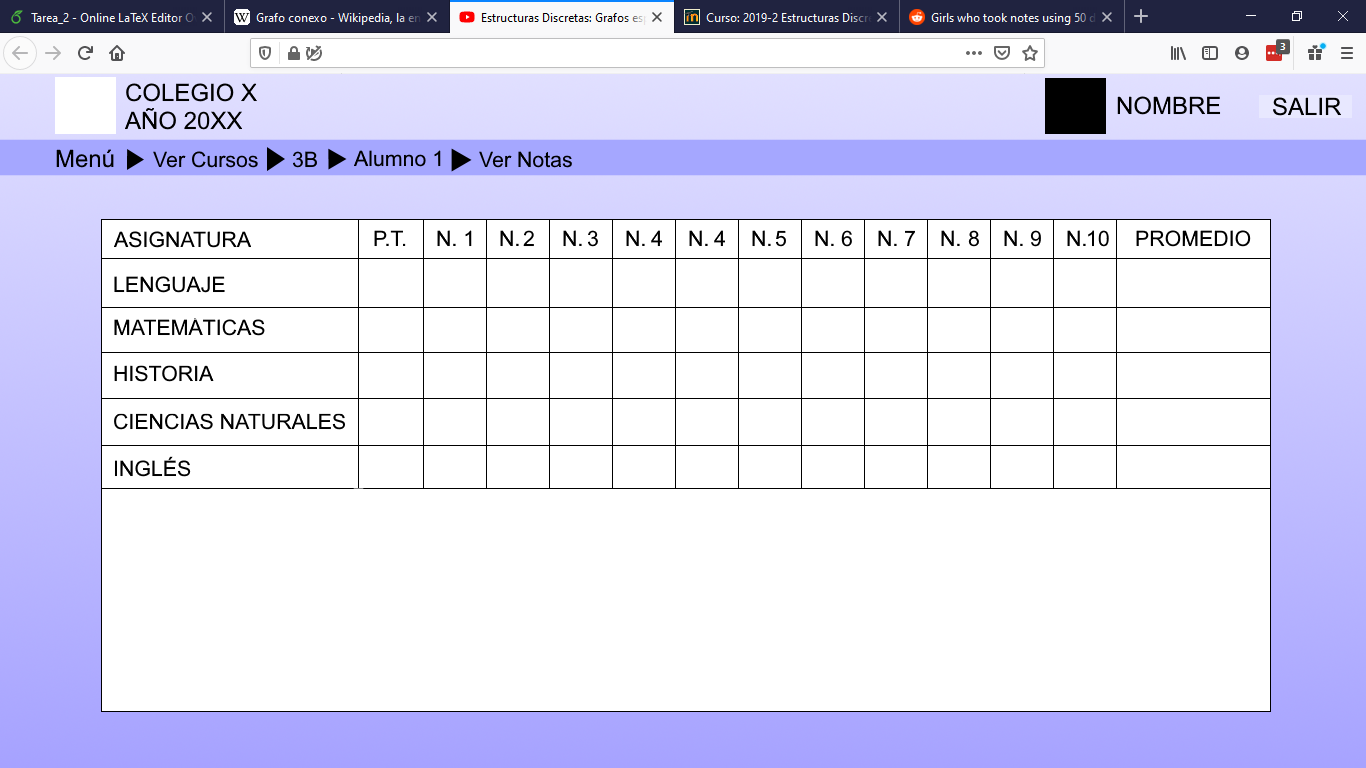 Tarea_2 - Online LaTeX Editor O
Grafo conexo - Wikipedia, la en
Estructuras Discretas: Grafos es
Curso: 2019-2 Estructuras Discre
Girls who took notes using 50 d
3
COLEGIO X
AÑO 20XX
NOMBRE
SALIR
Menú ▶ Ver Cursos ▶ 3B ▶ Alumno 1 ▶ Ver Notas
ASIGNATURA P.T. N. 1 N. 2 N. 3 N. 4 N. 4 N. 5 N. 6 N. 7 N. 8 N. 9 N.10 PROMEDIO
LENGUAJE
MATEMÁTICAS
HISTORIA
CIENCIAS NATURALES
INGLÉS